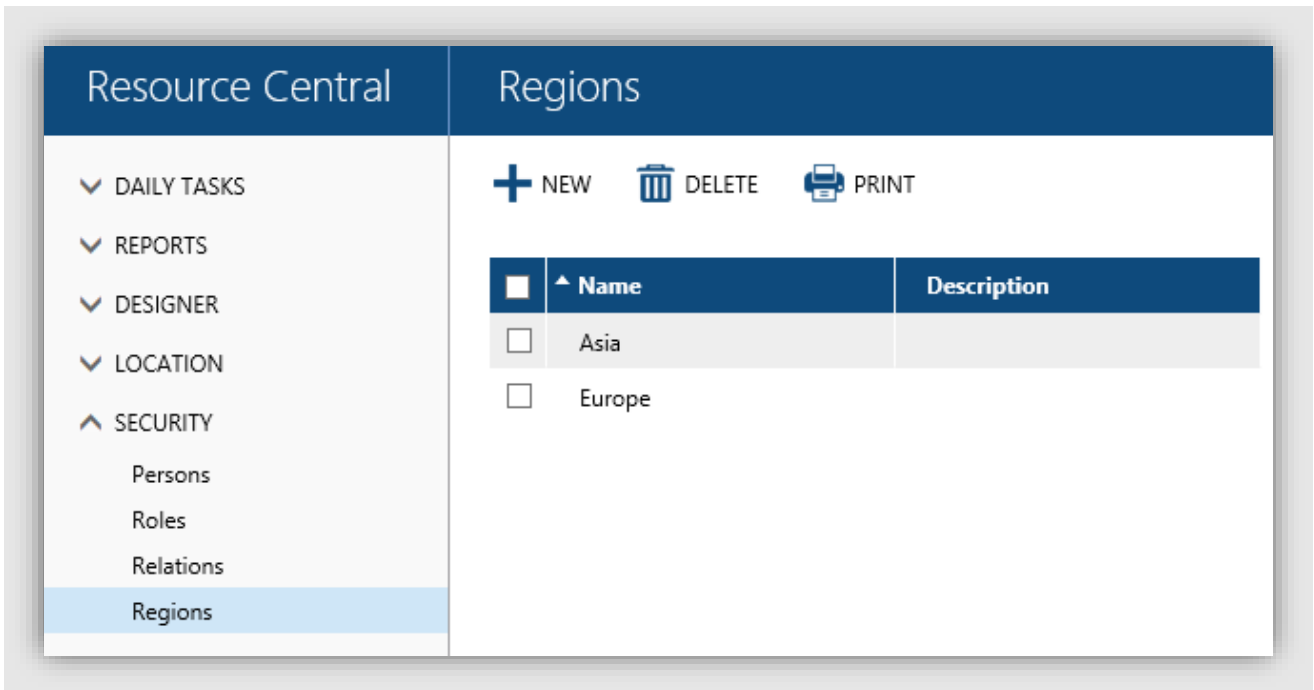 Resource Central
Regions
DAILY TASKS
REPORTS
DESIGNER
LOCATION
SECURITY
Persons
Roles
Relations
Regions
NEW DELETE PRINT
Name Description
Asia
Europe